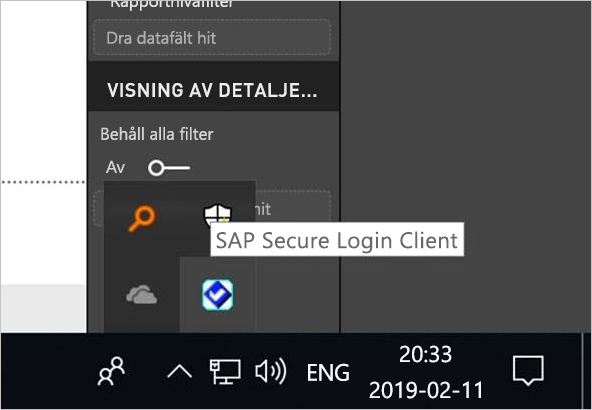 Rapportnivåfilter
Dra datafält hit
VISNING AV DETALJE...
Behåll alla filter
Av
hit
SAP Secure Login Client
ENG
20:33
2019-02-11